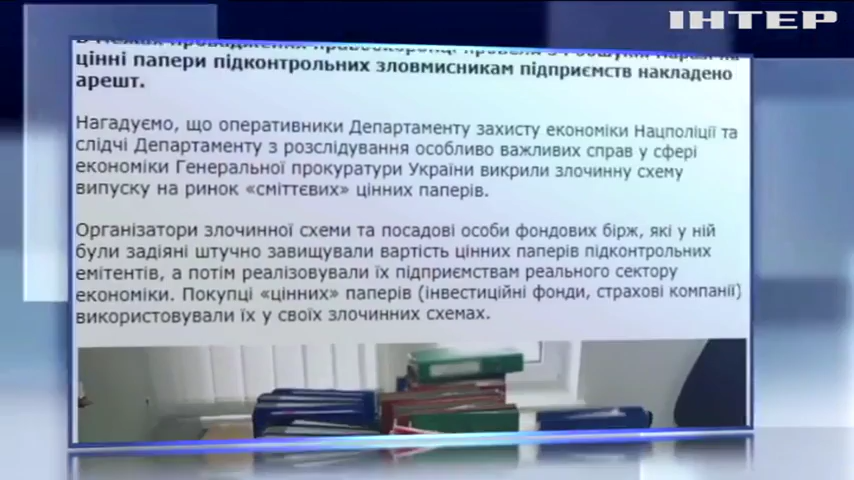 ІНТЕР
цінні папери підконтрольних зловмисникам підприємств накладено
арешт.
Нагадуємо, що оперативники Департаменту захисту економіки Нацполіції та
слідчі Департаменту з розслідування особливо важливих справ у сфері
економіки Генеральної прокуратури України викрили злочинну схему
випуску на ринок «сміттєвих» цінних паперів.
Організатори злочинної схеми та посадові особи фондових бірж, які у ній
були задіяні штучно завищували вартість цінних паперів підконтрольних
емітентів, а потім реалізовували їх підприємствам реального сектору
економіки. Покупці «цінних» паперів (інвестиційні фонди, страхові компанії)
використовували їх у своїх злочинних схемах.